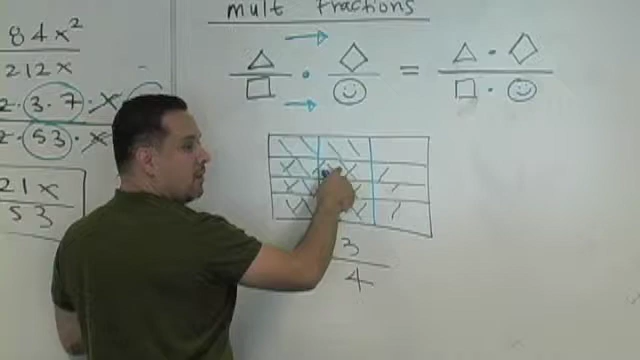 mult fractions
84x²
212x
2·3·7·x
2·53·x
21x
53
△ · ◇ = △ · ◇
□ · ☺ □ · ☺
3
4